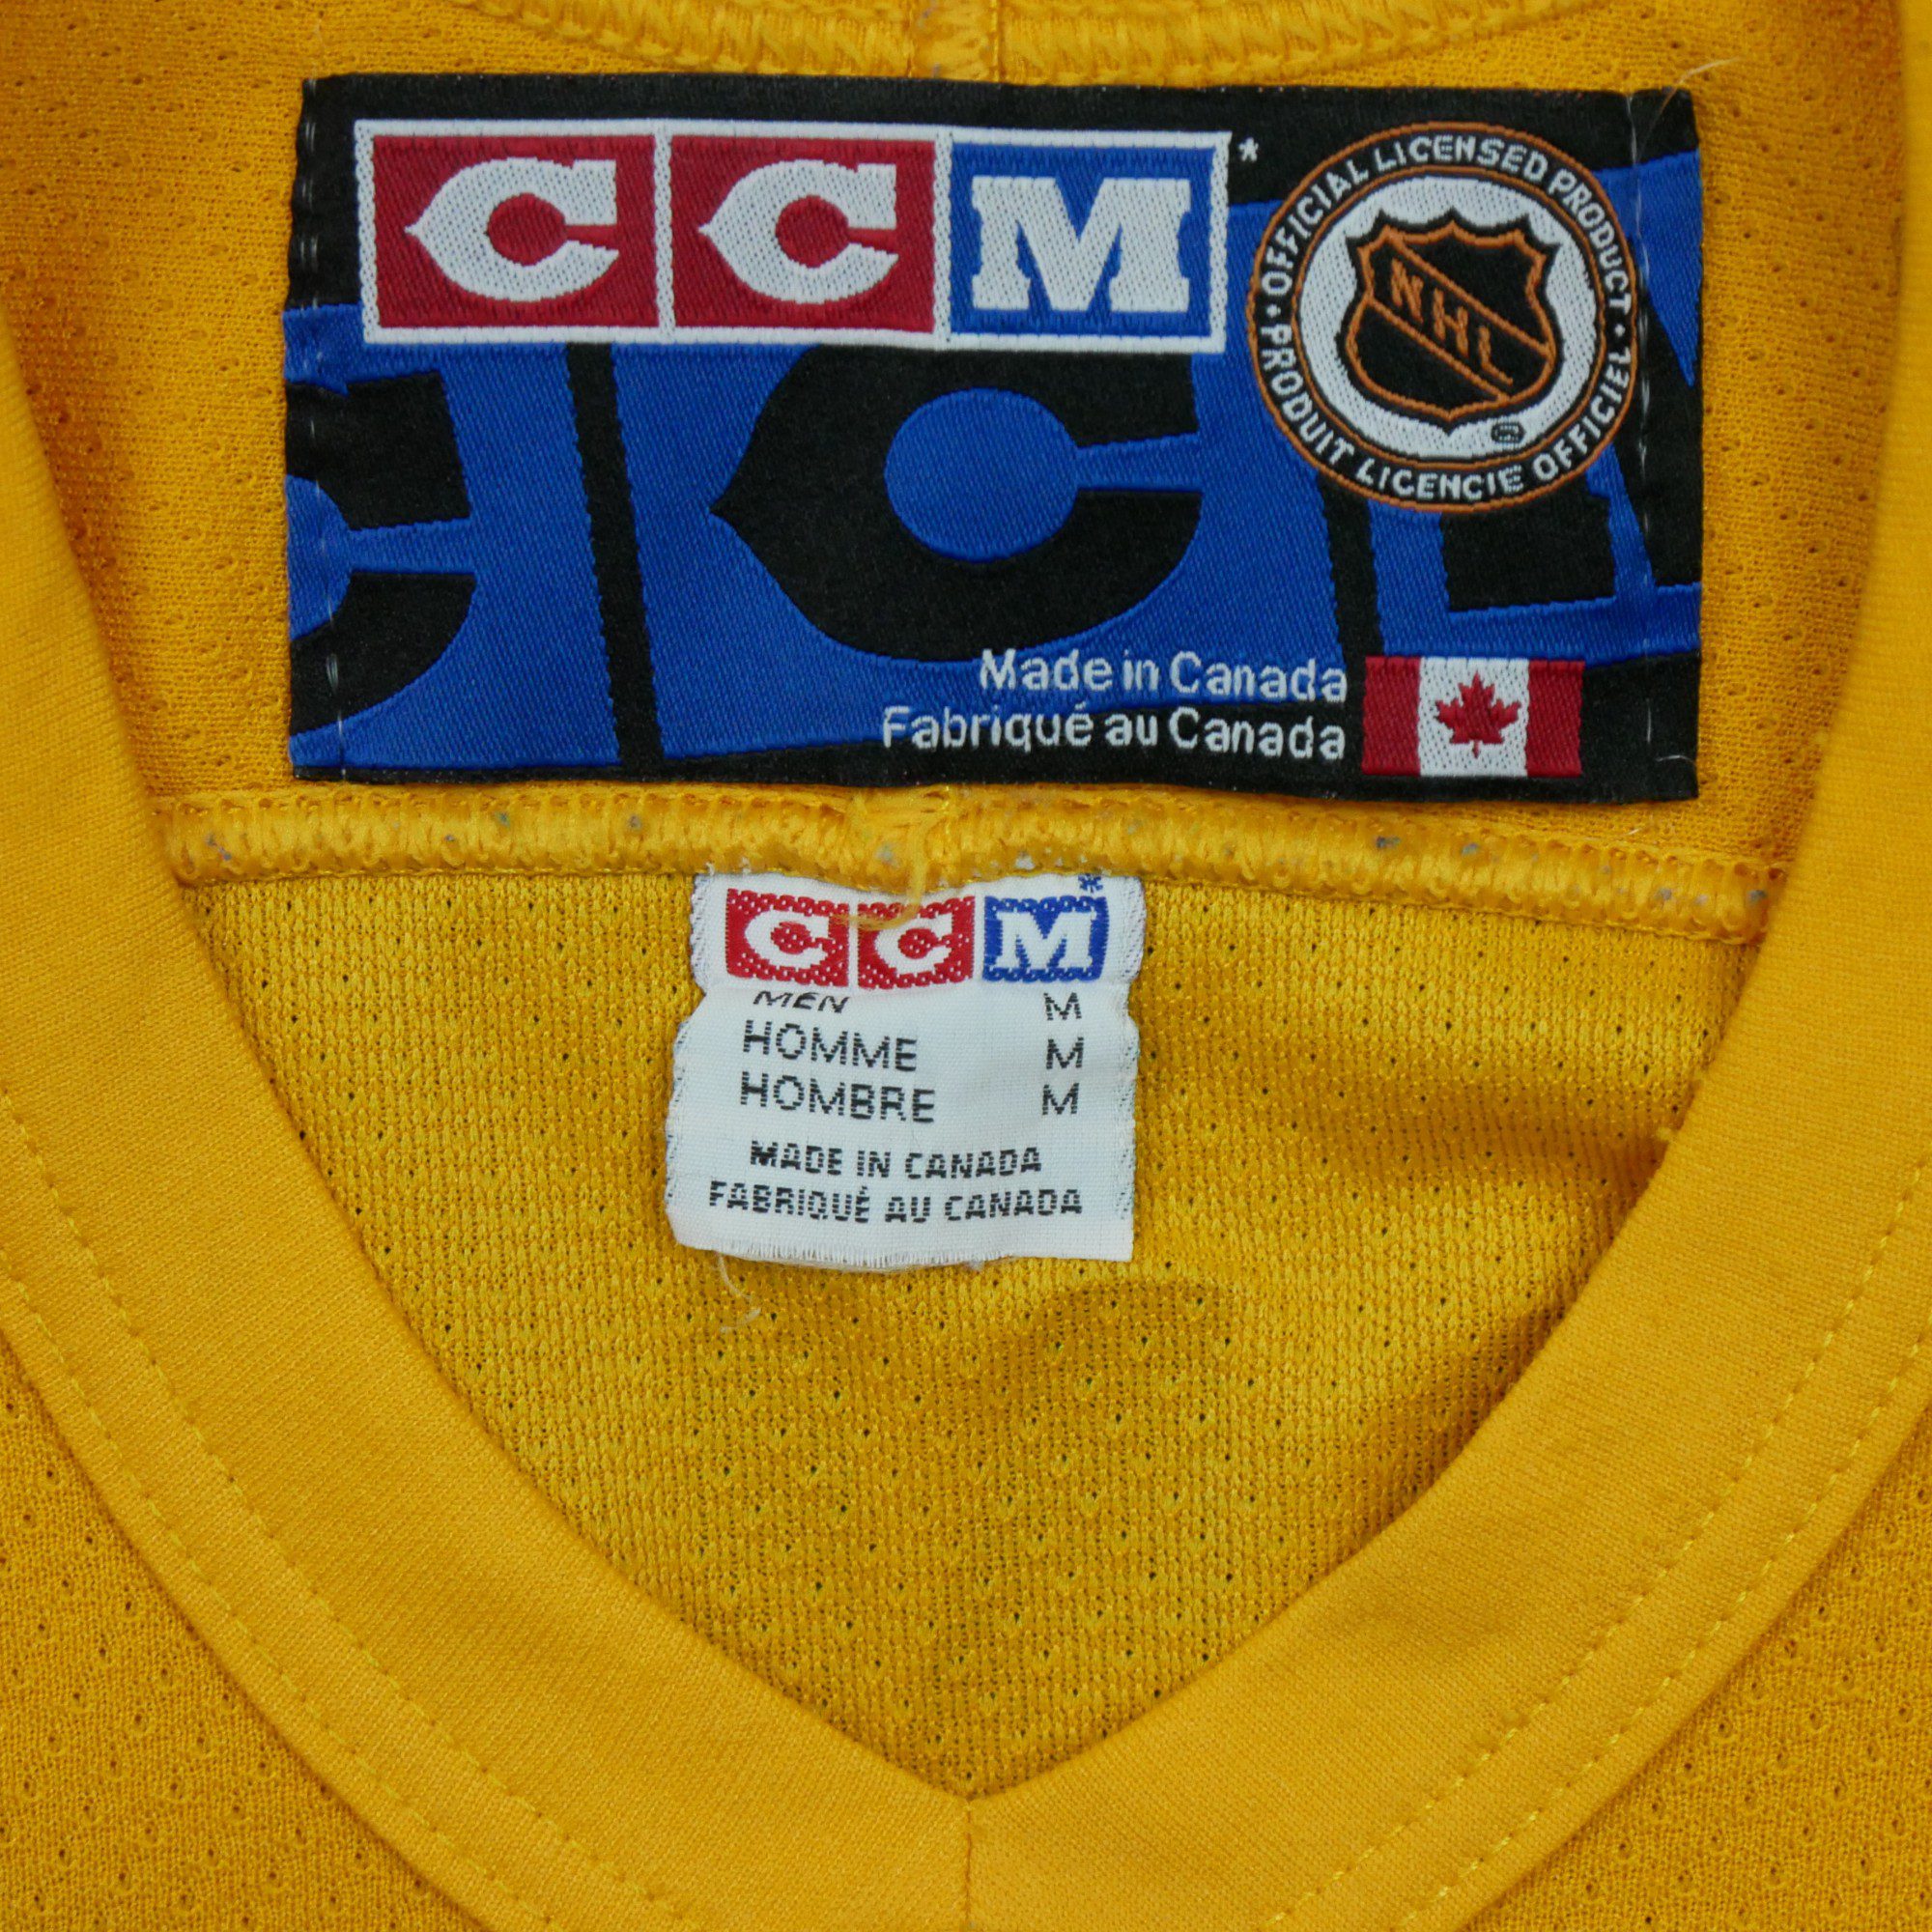 CCM*
OFFICIAL LICENSED PRODUCT •
PRODUIT LICENCIE OFFICIEL •
NHL
Made in Canada
Fabriqué au Canada
CCM*
MEN M
HOMME M
HOMBRE M
MADE IN CANADA
FABRIQUÉ AU CANADA